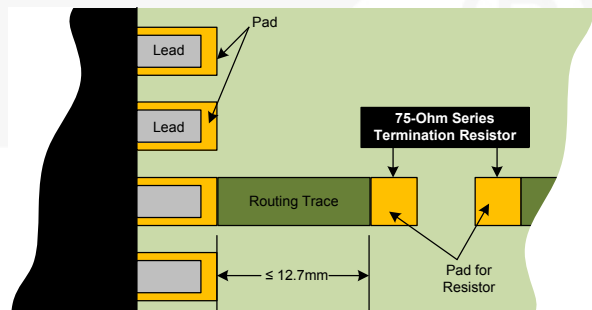 Pad
Lead
Lead
75-Ohm Series
Termination Resistor
Routing Trace
≤ 12.7mm
Pad for
Resistor